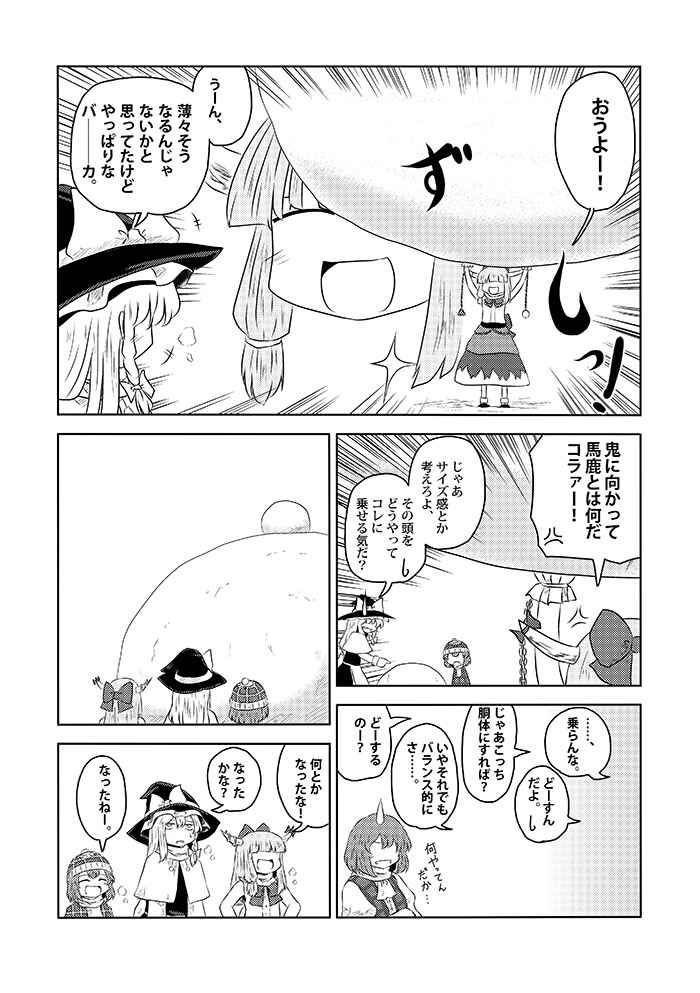 おうよー!
ずしっ!
うーん、
薄々そう
なるんじゃ
ないかと
思ってたけど
やっぱりな
バ――カ。
鬼に向かって
馬鹿とは何だ
コラァー!
じゃあ
サイズ感とか
考えろよ、
その頭を
どうやって
コレに
乗せる気だ?
……、
乗らんな。
どーすん
だよ。
じゃあこっち
胴体にすれば?
いやそれでも
バランス的に
さ……。
どーする
のー?
何やってん
だか…
何とか
なったな!
なった
かな?
なったねー。